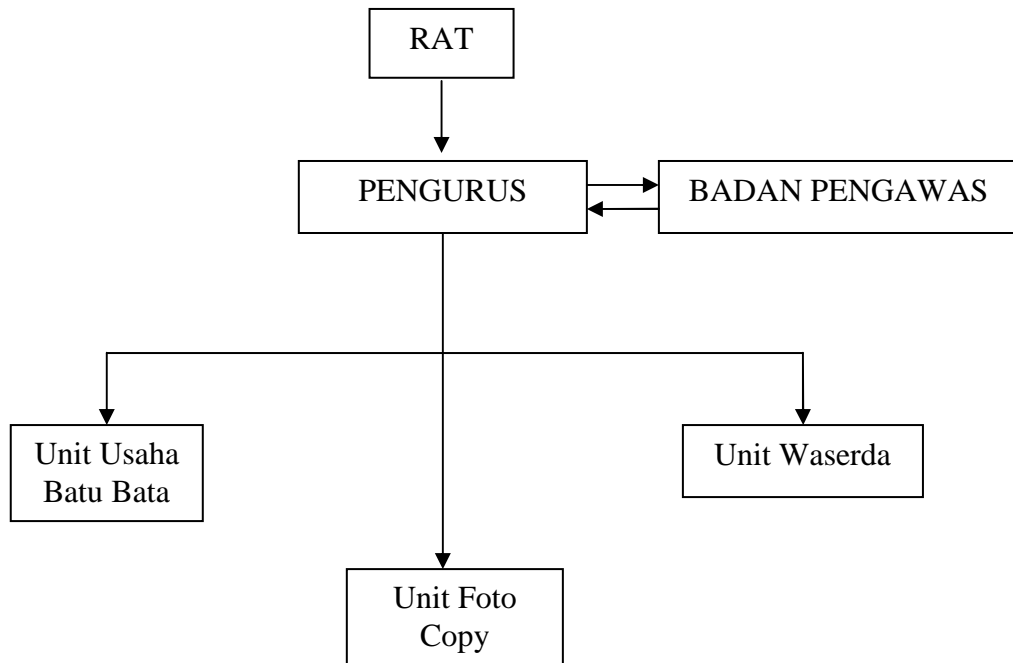 RAT
PENGURUS
BADAN PENGAWAS
Unit Usaha
Batu Bata
Unit Waserda
Unit Foto
Copy